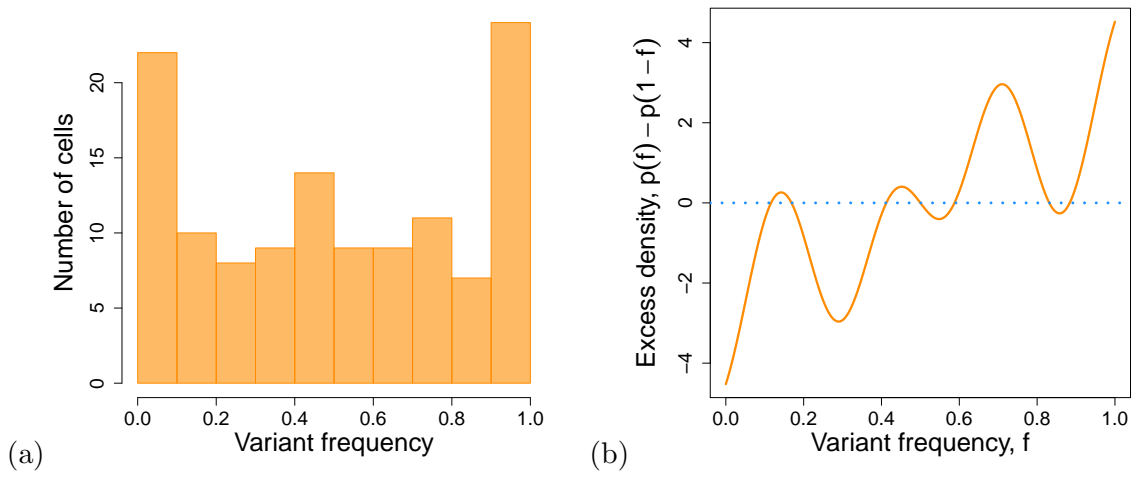 Number of cells
20
15
10
5
0
0.0 0.2 0.4 0.6 0.8 1.0
Variant frequency
(a)
Excess density, p(f) − p(1 − f)
4
2
0
−2
−4
0.0 0.2 0.4 0.6 0.8 1.0
Variant frequency, f
(b)